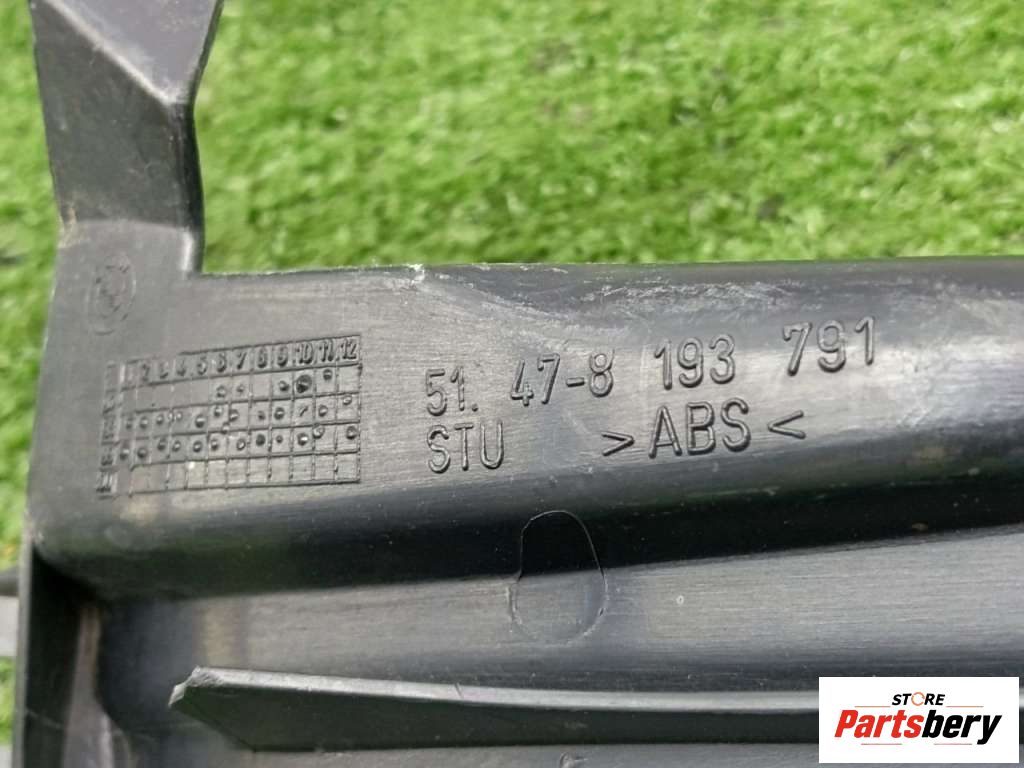 1 2 3 4 5 6 7 8 9 10 11 12
51. 47-8 193 791
STU >ABS<
STORE
Partsbery